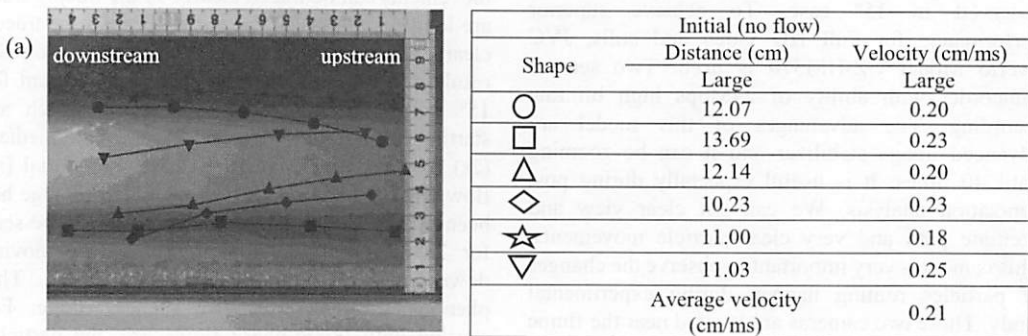 (a)
downstream
upstream
Shape
Initial (no flow)
Distance (cm) Velocity (cm/ms)
Large Large
12.07 0.20
13.69 0.23
12.14 0.20
10.23 0.23
11.00 0.18
11.03 0.25
Average velocity
(cm/ms)
0.21